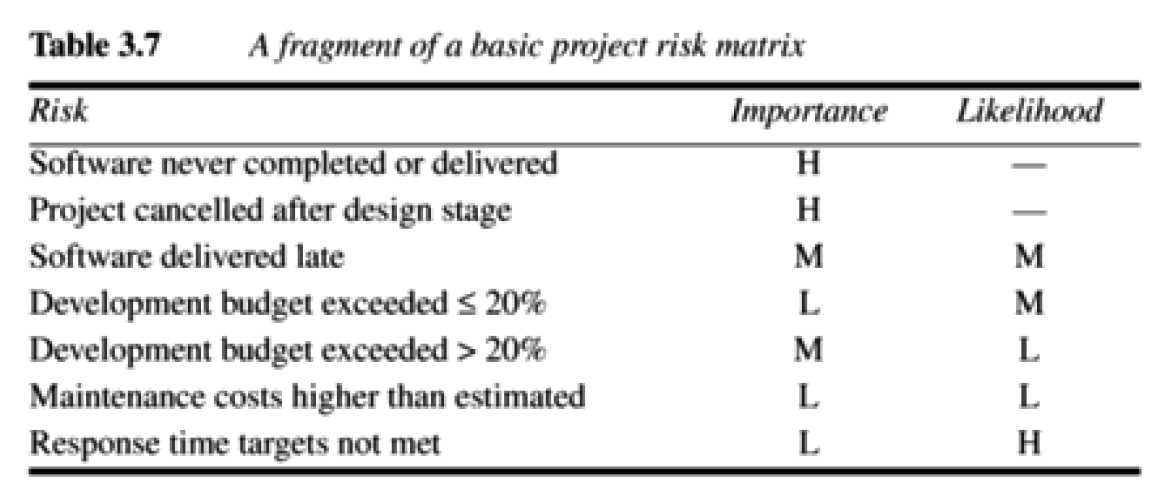 Table 3.7 A fragment of a basic project risk matrix
Risk Importance Likelihood
Software never completed or delivered H —
Project cancelled after design stage H —
Software delivered late M M
Development budget exceeded ≤ 20% L M
Development budget exceeded > 20% M L
Maintenance costs higher than estimated L L
Response time targets not met L H